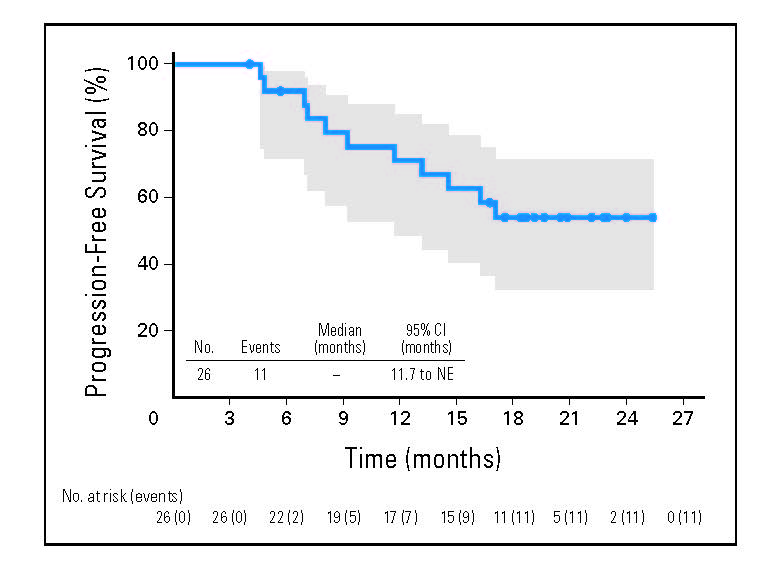 Progression-Free Survival (%)
100
80
60
40
20
No. Events Median (months) 95% CI (months)
26 11 – 11.7 to NE
0 3 6 9 12 15 18 21 24 27
Time (months)
No. at risk (events)
26 (0) 26 (0) 22 (2) 19 (5) 17 (7) 15 (9) 11 (11) 5 (11) 2 (11) 0 (11)